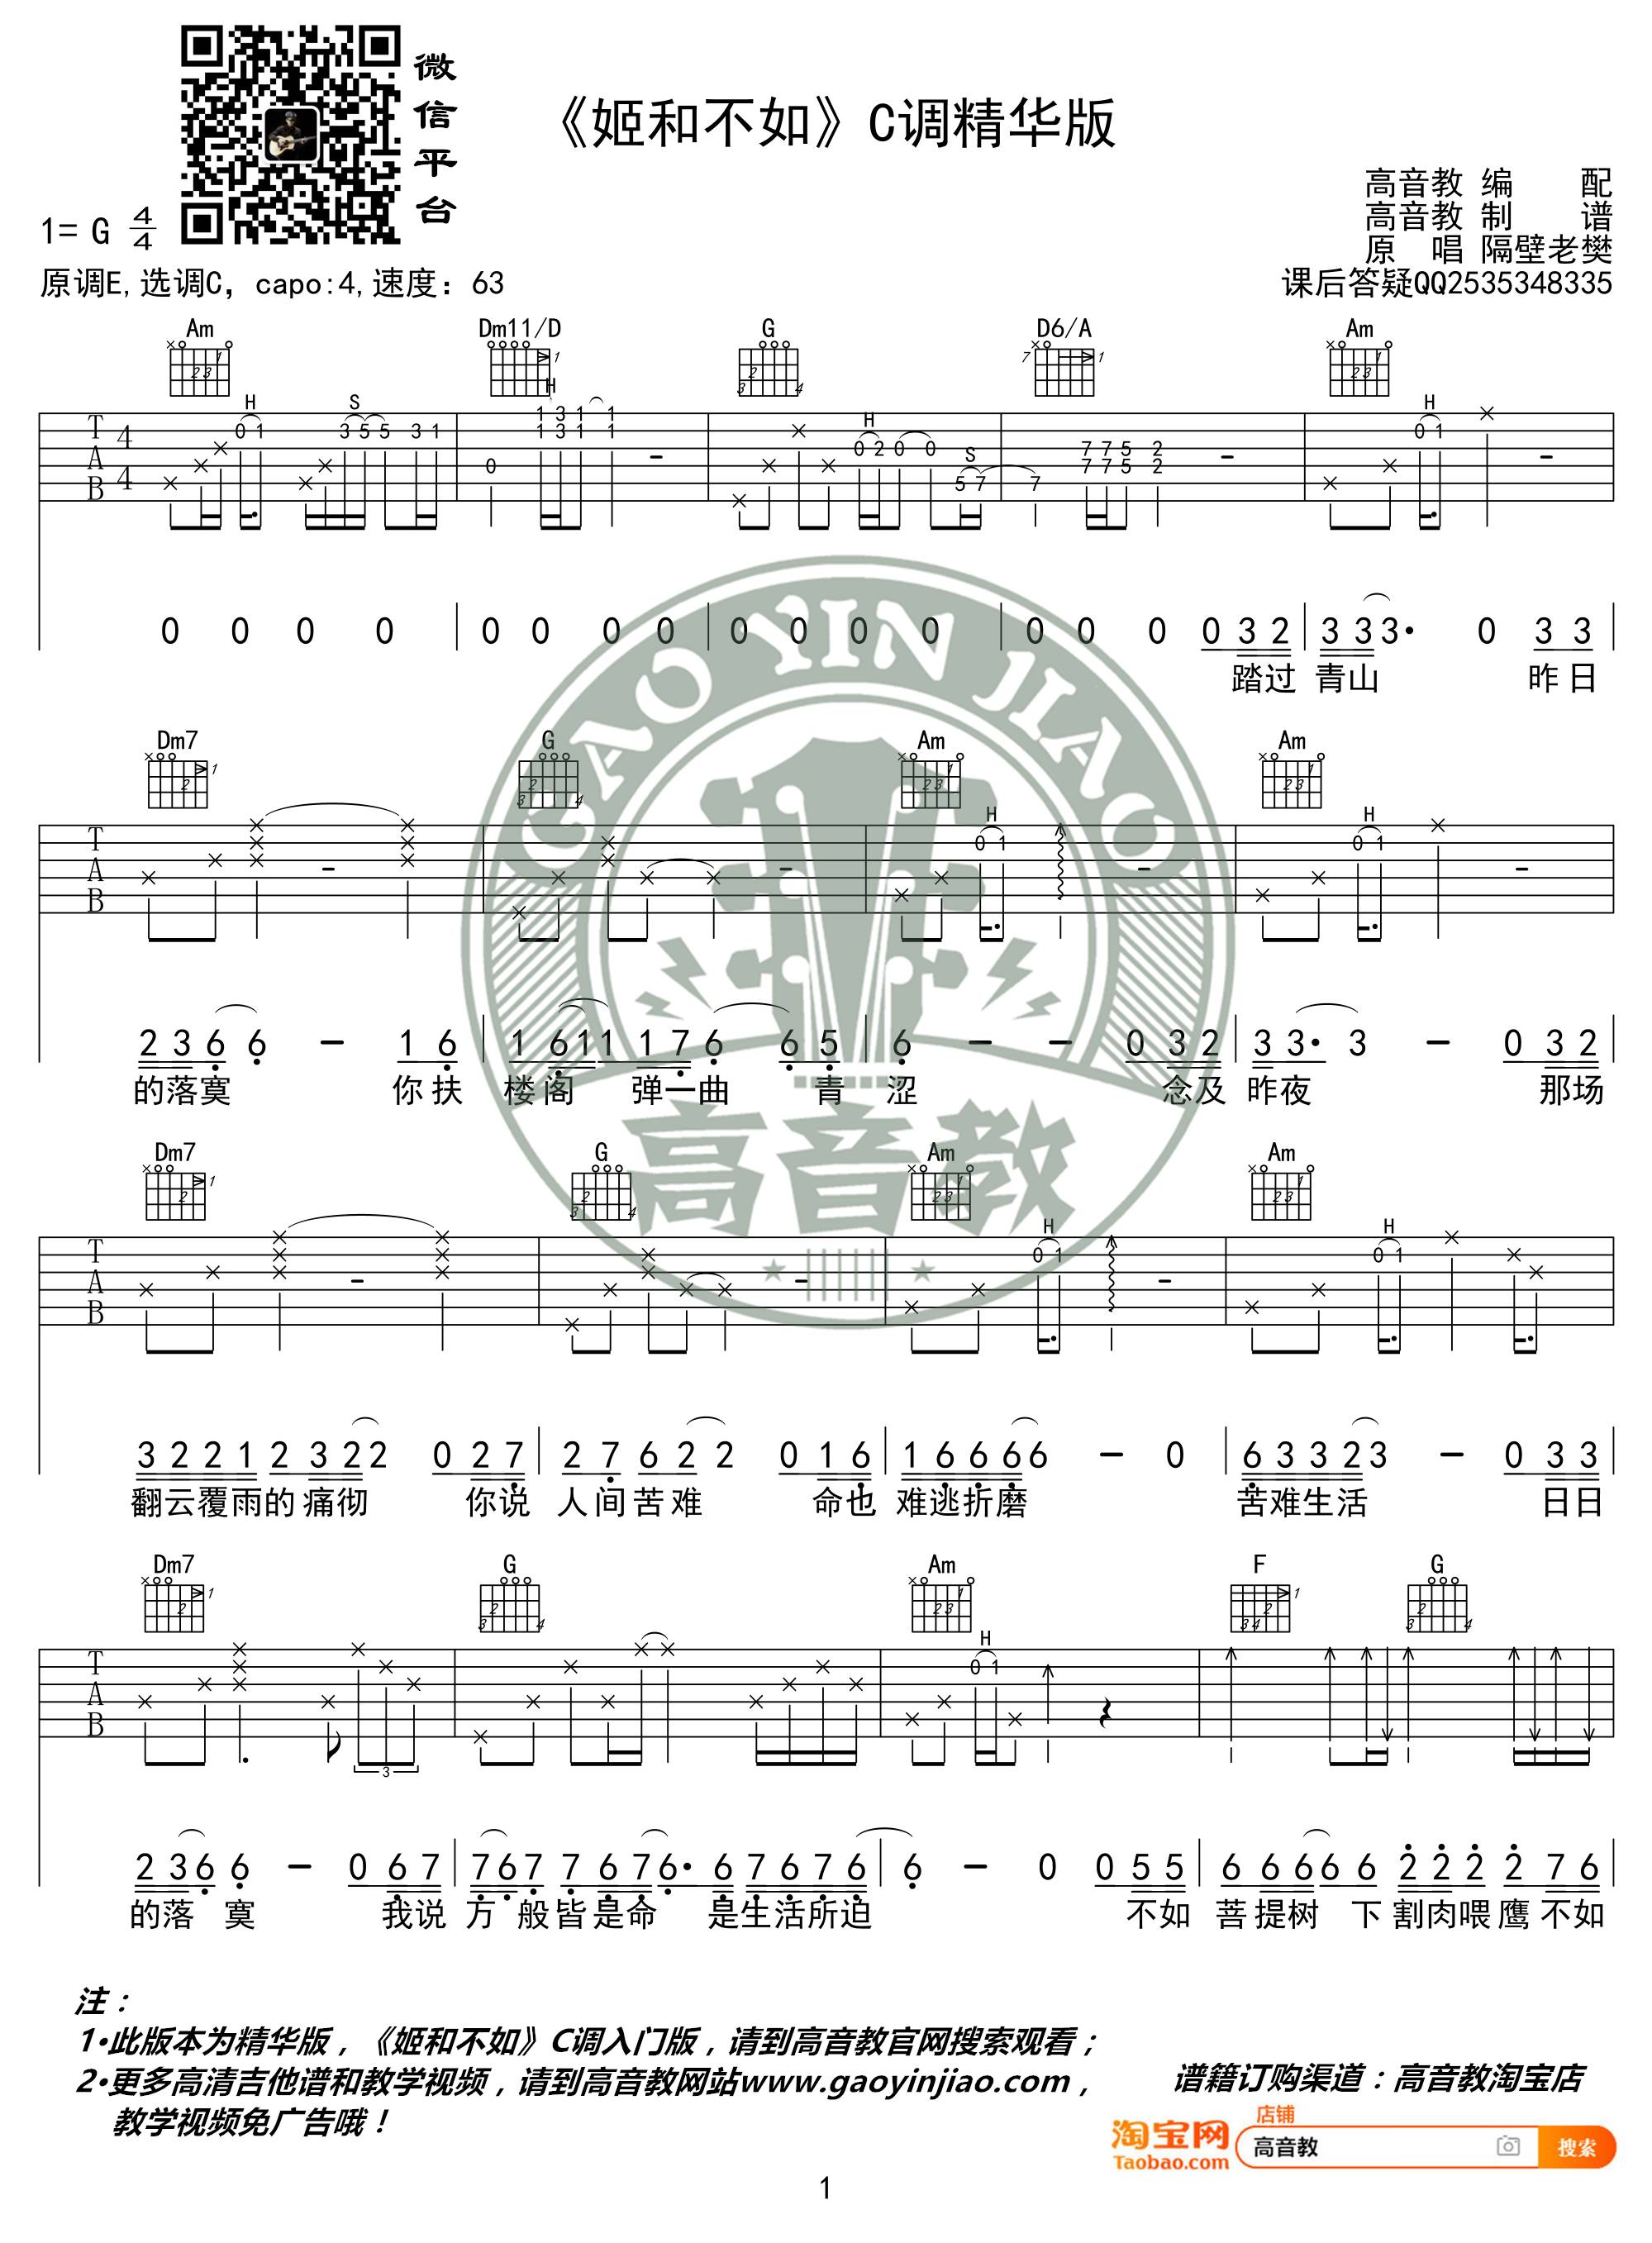 微信平台
《姬和不如》C调精华版
高音教 编 配
高音教 制 谱
原 唱 隔壁老樊
课后答疑QQ2535348335
1= G 4/4
原调E,选调C，capo:4,速度：63
Am Dm11/D G D6/A Am
H S H H S H
T A B 4/4
0 0 0 0 | 0 0 0 0 | 0 0 0 0 | 0 0 0 0 3 2 | 3 3 3· 0 3 3
踏过 青山 昨日
Dm7 G Am Am
H H
T A B
2 3 6 6 － 1 6 | 1 6 1 1 1 7 6 6 5 | 6 － － 0 3 2 | 3 3· 3 － 0 3 2
的落寞 你扶 楼阁 弹一曲 青 涩 念及 昨夜 那场
Dm7 G Am Am
H H
T A B
3 2 2 1 2 3 2 2 0 2 7 | 2 7 6 2 2 0 1 6 | 1 6 6 6 6 － 0 | 6 3 3 2 3 － 0 3 3
翻云覆雨的痛彻 你说 人间苦难 命也 难逃折磨 苦难生活 日日
Dm7 G Am F G
H
T A B
3
2 3 6 6 － 0 6 7 | 7 6 7 7 6 7 6· 6 7 6 7 6 | 6 － 0 0 5 5 | 6 6 6 6 6 2 2 2 2 7 6
的落 寞 我说 万 般皆是命 是生活所迫 不如 菩提树 下割肉喂鹰不如
GAO YIN JIAO
高音教
注：
1•此版本为精华版，《姬和不如》C调入门版，请到高音教官网搜索观看；
2•更多高清吉他谱和教学视频，请到高音教网站www.gaoyinjiao.com，
教学视频免广告哦！
谱籍订购渠道：高音教淘宝店
店铺
淘宝网
Taobao.com
高音教
搜索
1